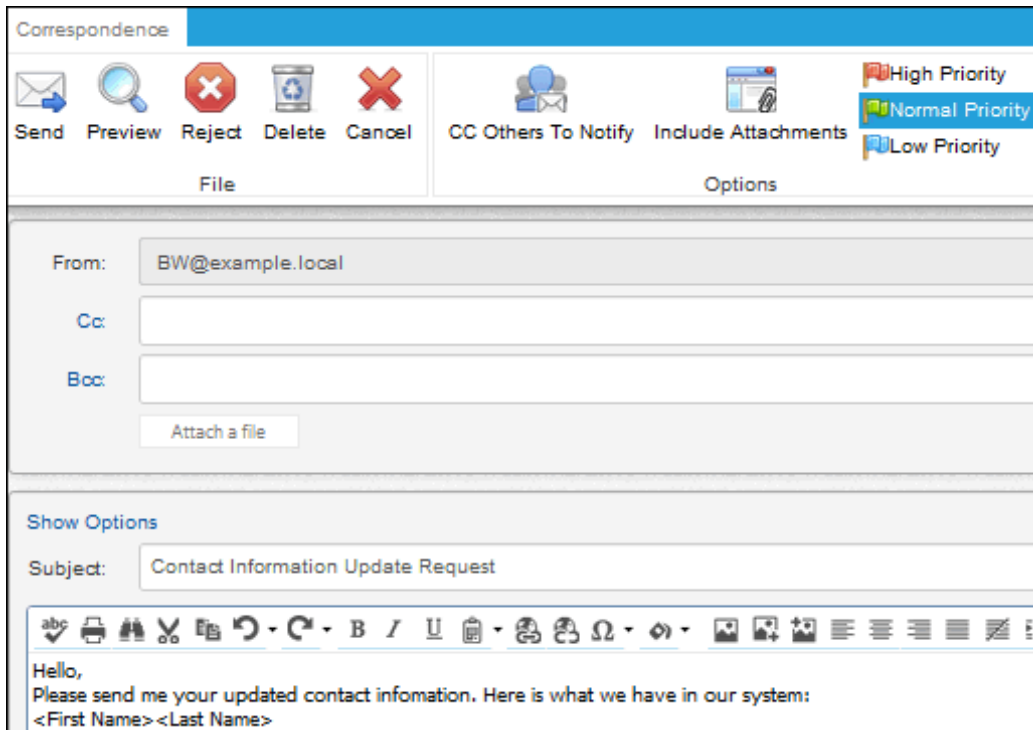 Correspondence
Send Preview Reject Delete Cancel
File
CC Others To Notify Include Attachments
High Priority
Normal Priority
Low Priority
Options
From: BW@example.local
Cc:
Bcc:
Attach a file
Show Options
Subject: Contact Information Update Request
abc B I U Ω
Hello,
Please send me your updated contact infomation. Here is what we have in our system:
<First Name><Last Name>